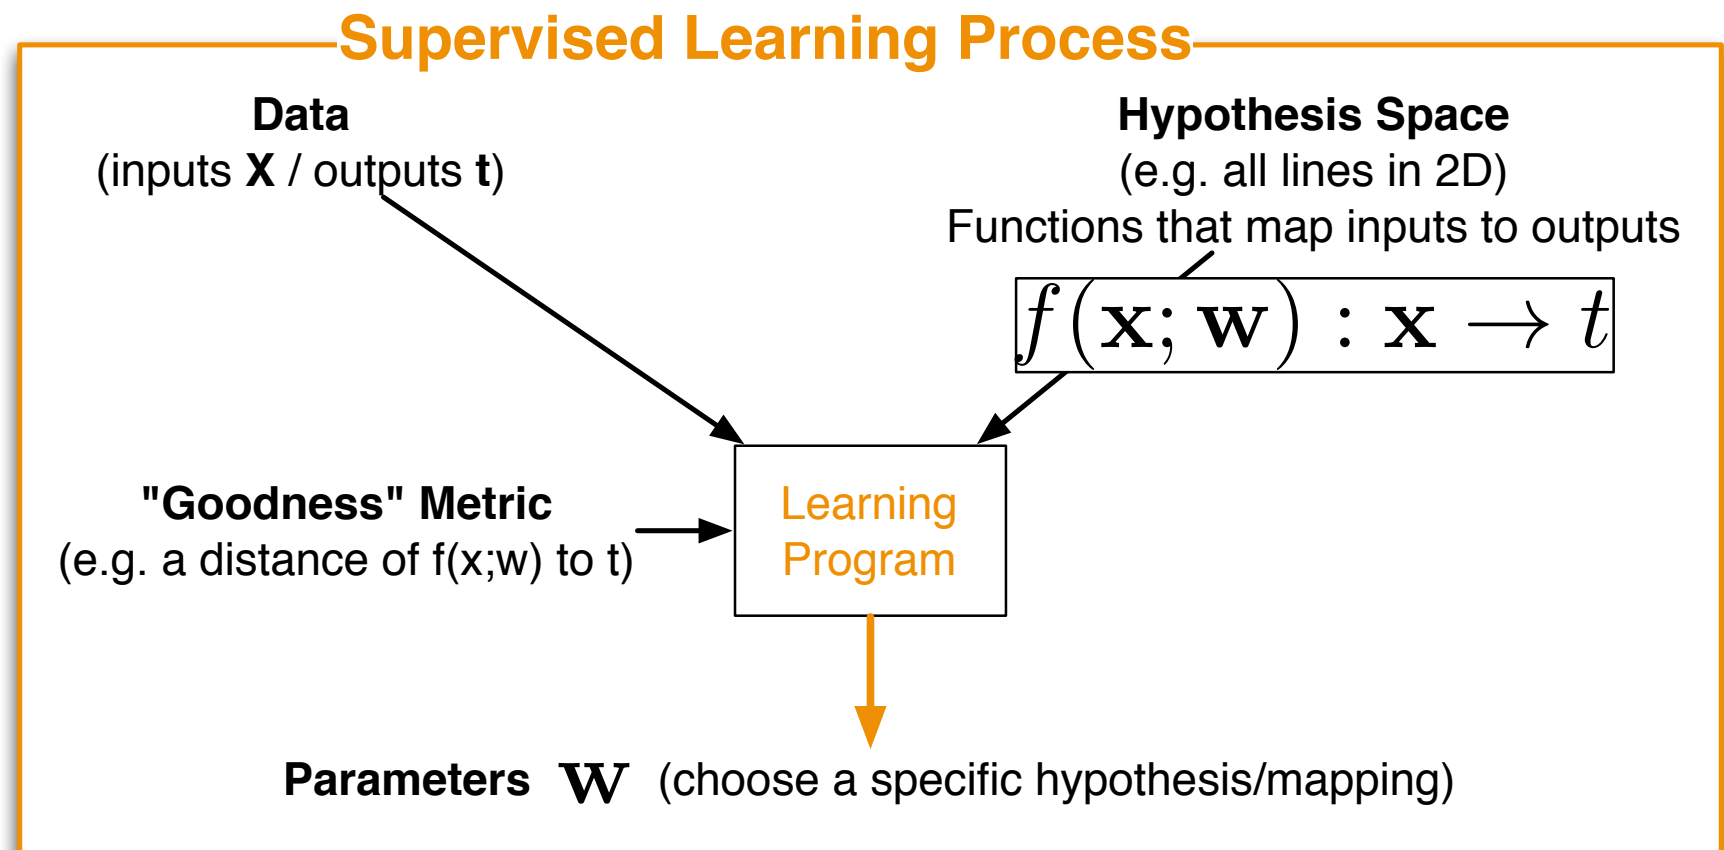 Supervised Learning Process
Data
(inputs X / outputs t)
Hypothesis Space
(e.g. all lines in 2D)
Functions that map inputs to outputs
f(x; w) : x → t
"Goodness" Metric
(e.g. a distance of f(x;w) to t)
Learning
Program
Parameters w (choose a specific hypothesis/mapping)